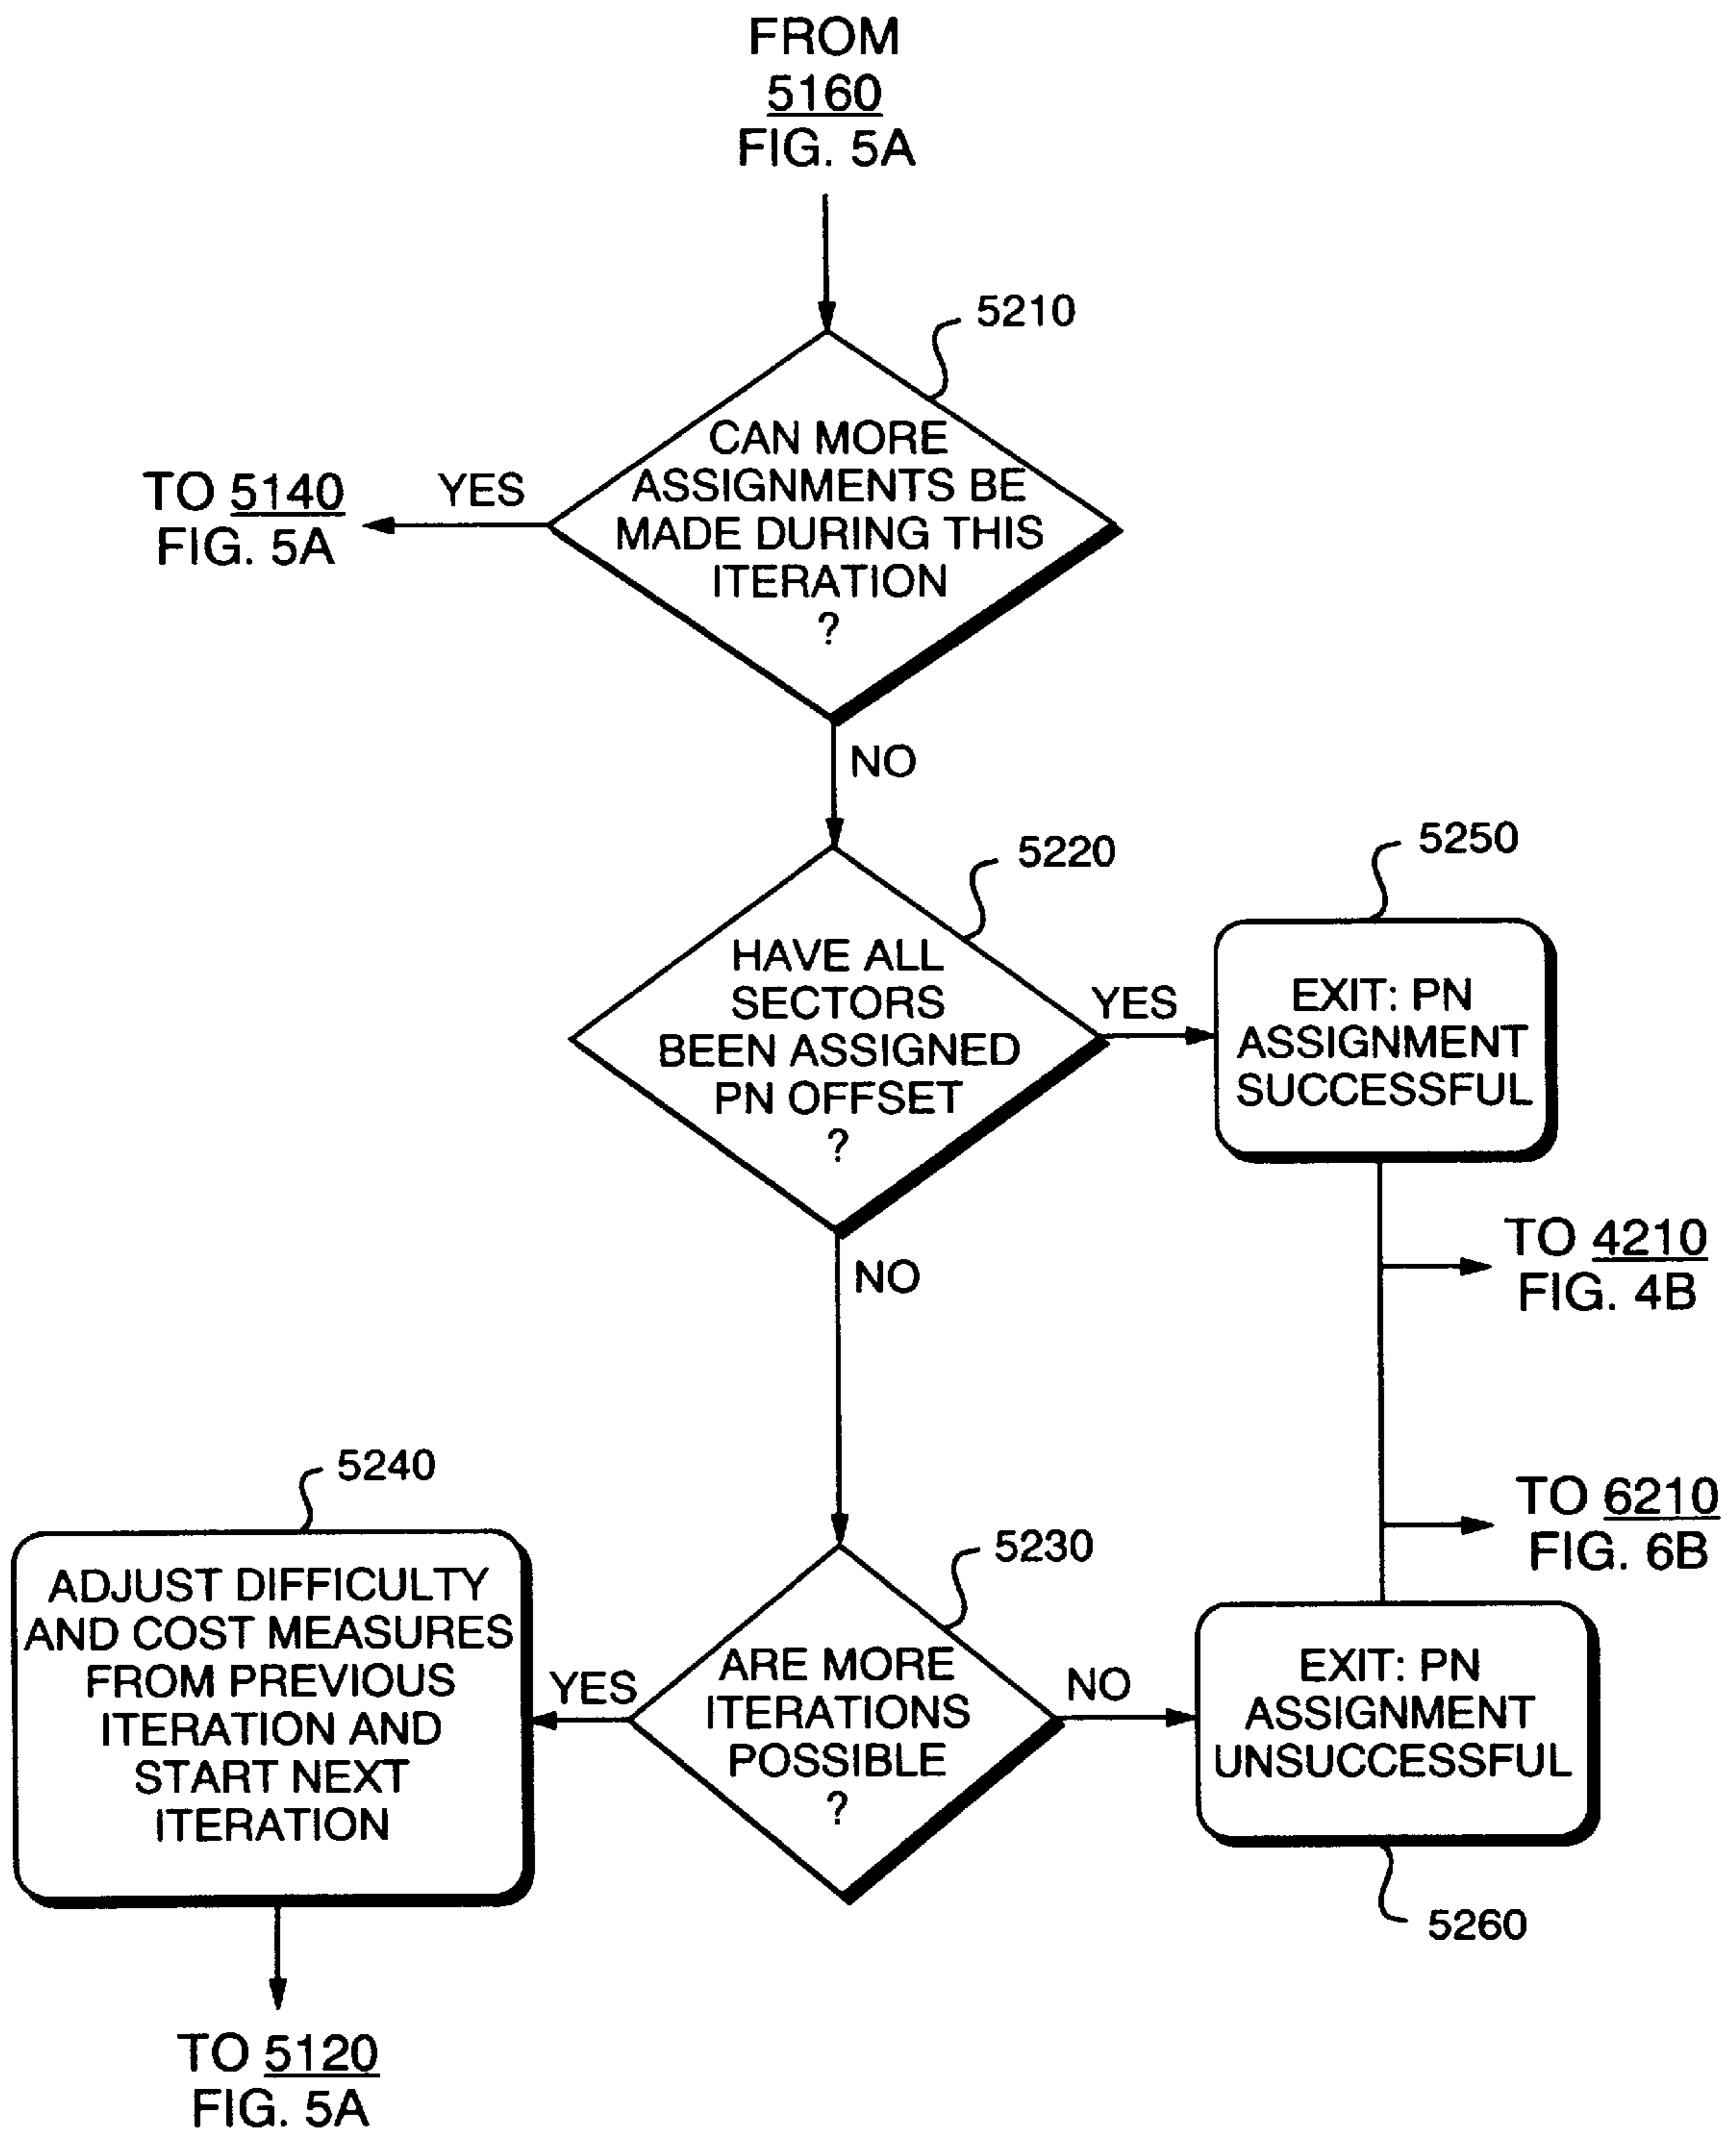 FROM
5160
FIG. 5A
5210
CAN MORE
ASSIGNMENTS BE
MADE DURING THIS
ITERATION
?
YES
TO 5140
FIG. 5A
NO
5220
HAVE ALL
SECTORS
BEEN ASSIGNED
PN OFFSET
?
YES
5250
EXIT: PN
ASSIGNMENT
SUCCESSFUL
TO 4210
FIG. 4B
NO
TO 6210
FIG. 6B
5230
ARE MORE
ITERATIONS
POSSIBLE
?
YES
5240
ADJUST DIFFICULTY
AND COST MEASURES
FROM PREVIOUS
ITERATION AND
START NEXT
ITERATION
NO
EXIT: PN
ASSIGNMENT
UNSUCCESSFUL
5260
TO 5120
FIG. 5A